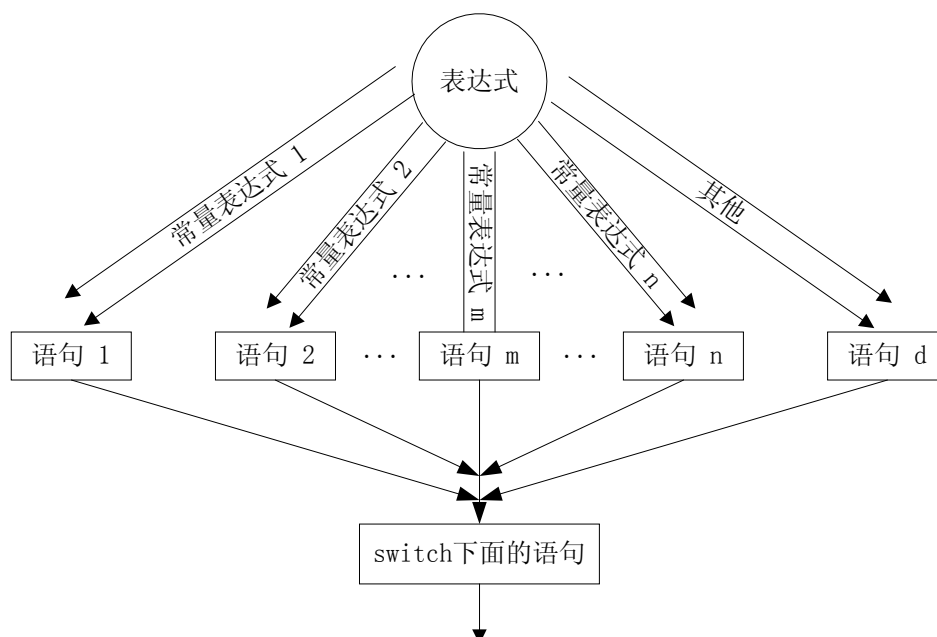 表达式
常量表达式 1
常量表达式 2
常量表达式 m
常量表达式 n
其他
...
...
语句 1
语句 2
...
语句 m
...
语句 n
语句 d
switch下面的语句